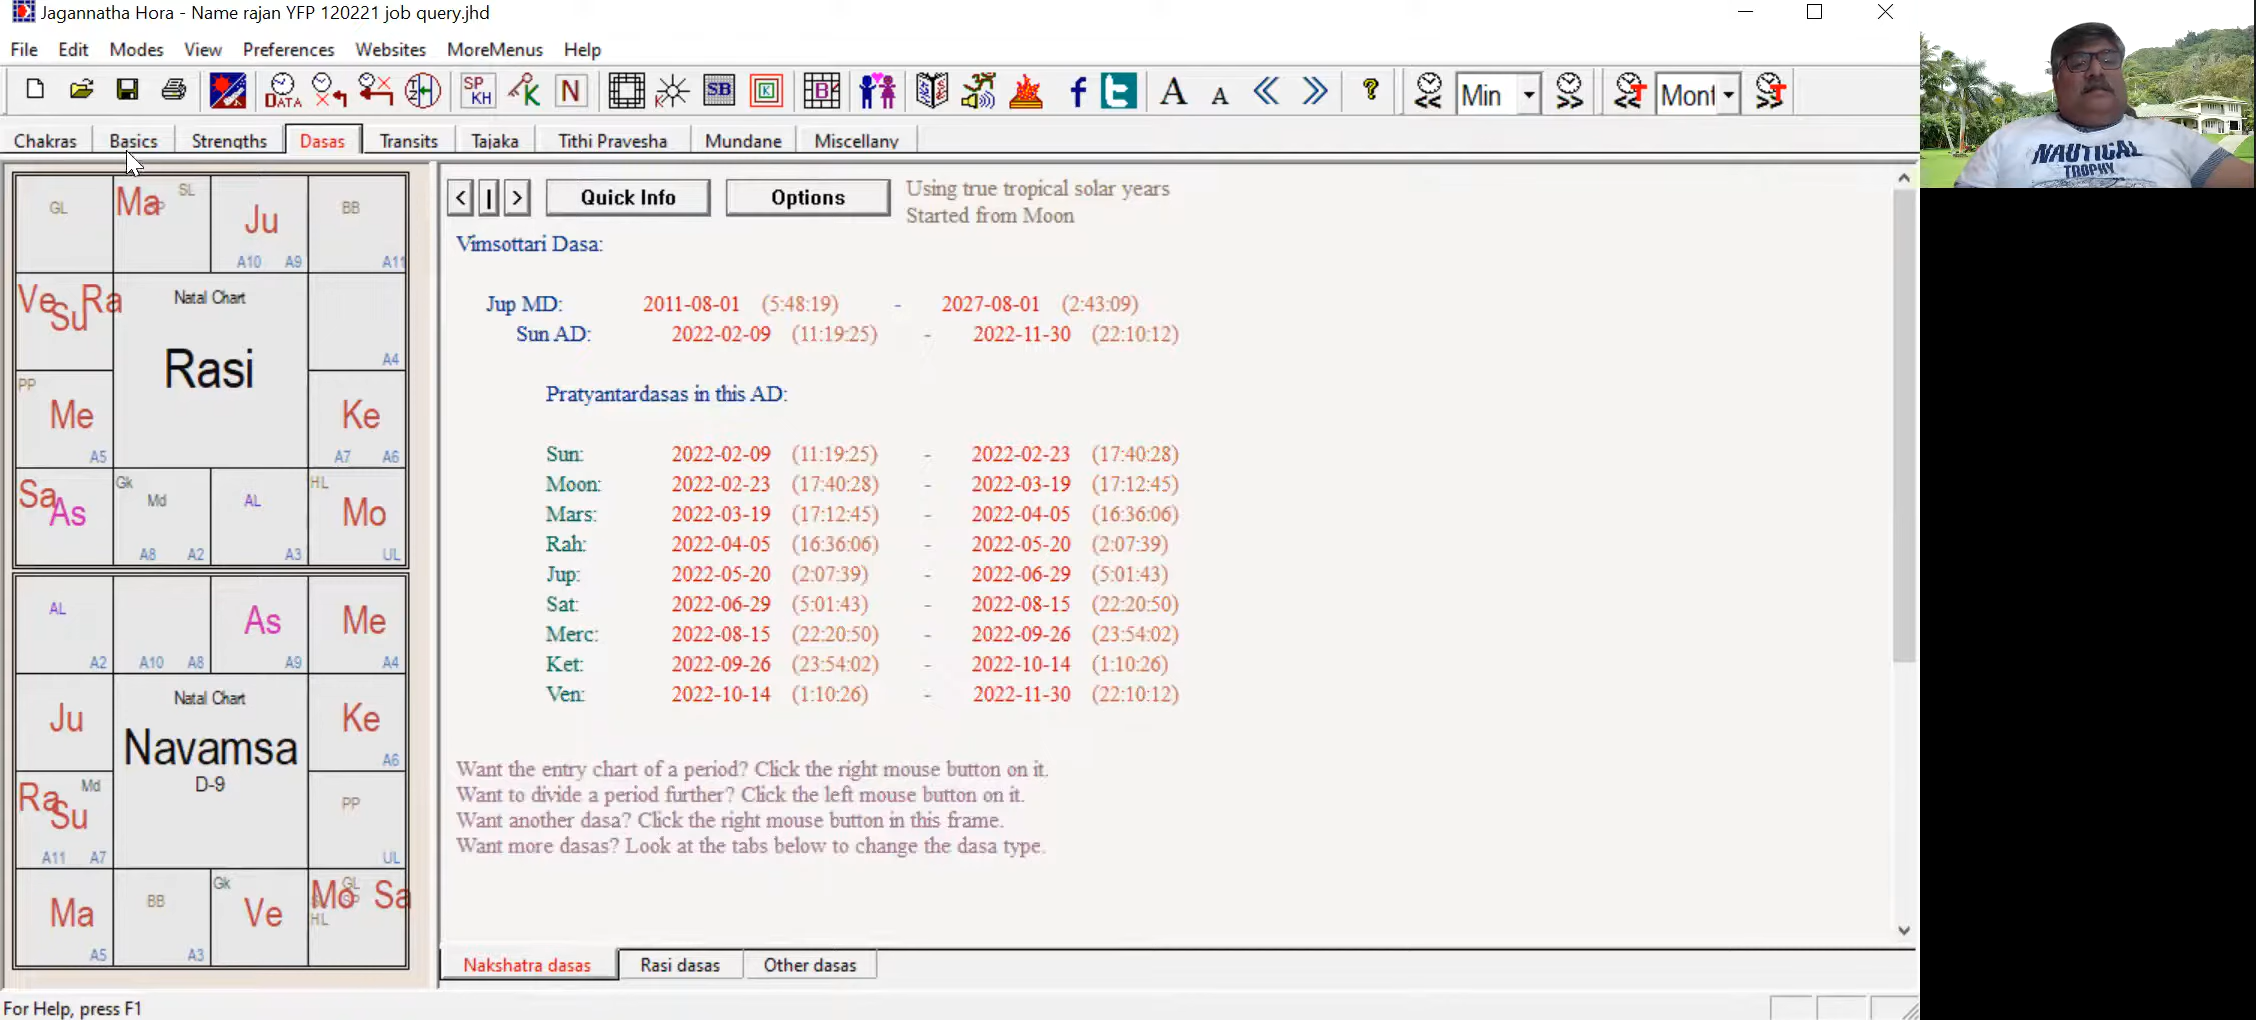 Jagannatha Hora - Name rajan YFP 120221 job query.jhd
File Edit Modes View Preferences Websites MoreMenus Help
DATA SP KH K N K SB K B f t A A ? Min Mont
Chakras Basics Strengths Dasas Transits Tajaka Tithi Pravesha Mundane Miscellany
NAUTICAL
TROPHY
GL Ma SL Ju A10 A9 BB A11
Ve Su Ra Natal Chart A4
Rasi
PP Me A5 Ke A7 A6
Sa As Gk Md A8 A2 AL A3 HL Mo UL
AL A2 A10 A8 As A9 Me A4
Ju Natal Chart Ke A6
Navamsa
D-9
Ra Su Md A11 A7 PP UL
Ma A5 BB A3 Gk Ve Mo GL HL Sa
< | > Quick Info Options Using true tropical solar years
Started from Moon
Vimsottari Dasa:
Jup MD: 2011-08-01 (5:48:19) - 2027-08-01 (2:43:09)
Sun AD: 2022-02-09 (11:19:25) - 2022-11-30 (22:10:12)
Pratyantardasas in this AD:
Sun: 2022-02-09 (11:19:25) - 2022-02-23 (17:40:28)
Moon: 2022-02-23 (17:40:28) - 2022-03-19 (17:12:45)
Mars: 2022-03-19 (17:12:45) - 2022-04-05 (16:36:06)
Rah: 2022-04-05 (16:36:06) - 2022-05-20 (2:07:39)
Jup: 2022-05-20 (2:07:39) - 2022-06-29 (5:01:43)
Sat: 2022-06-29 (5:01:43) - 2022-08-15 (22:20:50)
Merc: 2022-08-15 (22:20:50) - 2022-09-26 (23:54:02)
Ket: 2022-09-26 (23:54:02) - 2022-10-14 (1:10:26)
Ven: 2022-10-14 (1:10:26) - 2022-11-30 (22:10:12)
Want the entry chart of a period? Click the right mouse button on it.
Want to divide a period further? Click the left mouse button on it.
Want another dasa? Click the right mouse button in this frame.
Want more dasas? Look at the tabs below to change the dasa type.
Nakshatra dasas Rasi dasas Other dasas
For Help, press F1